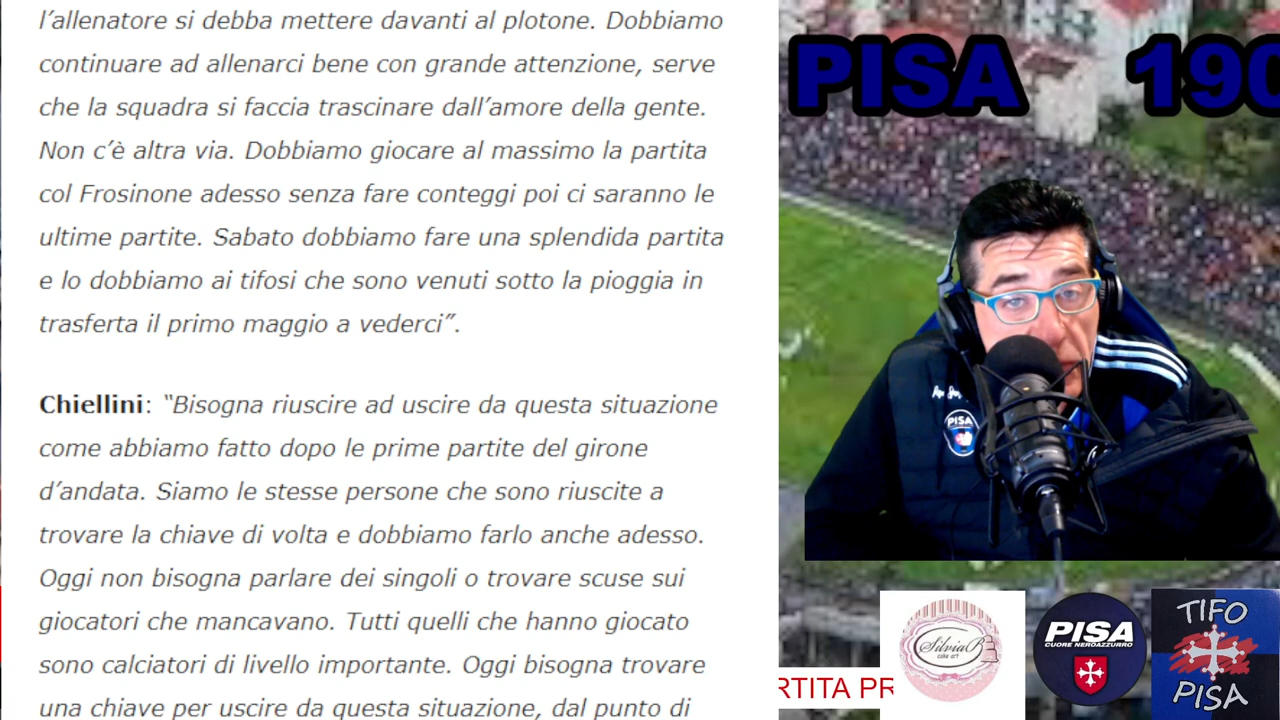 l’allenatore si debba mettere davanti al plotone. Dobbiamo
continuare ad allenarci bene con grande attenzione, serve
che la squadra si faccia trascinare dall’amore della gente.
Non c’è altra via. Dobbiamo giocare al massimo la partita
col Frosinone adesso senza fare conteggi poi ci saranno le
ultime partite. Sabato dobbiamo fare una splendida partita
e lo dobbiamo ai tifosi che sono venuti sotto la pioggia in
trasferta il primo maggio a vederci”.
Chiellini: “Bisogna riuscire ad uscire da questa situazione
come abbiamo fatto dopo le prime partite del girone
d’andata. Siamo le stesse persone che sono riuscite a
trovare la chiave di volta e dobbiamo farlo anche adesso.
Oggi non bisogna parlare dei singoli o trovare scuse sui
giocatori che mancavano. Tutti quelli che hanno giocato
sono calciatori di livello importante. Oggi bisogna trovare
una chiave per uscire da questa situazione, dal punto di
PISA 190
PISA
RTITA PR
SilviaB
cake art
PISA
CUORE NEROAZZURRO
TIFO
PISA